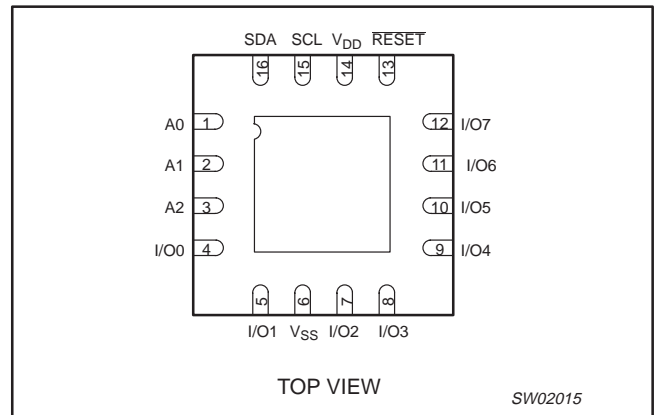 SDA SCL VDD RESET
16 15 14 13
A0 1 12 I/O7
A1 2 11 I/O6
A2 3 10 I/O5
I/O0 4 9 I/O4
5 6 7 8
I/O1 VSS I/O2 I/O3
TOP VIEW
SW02015